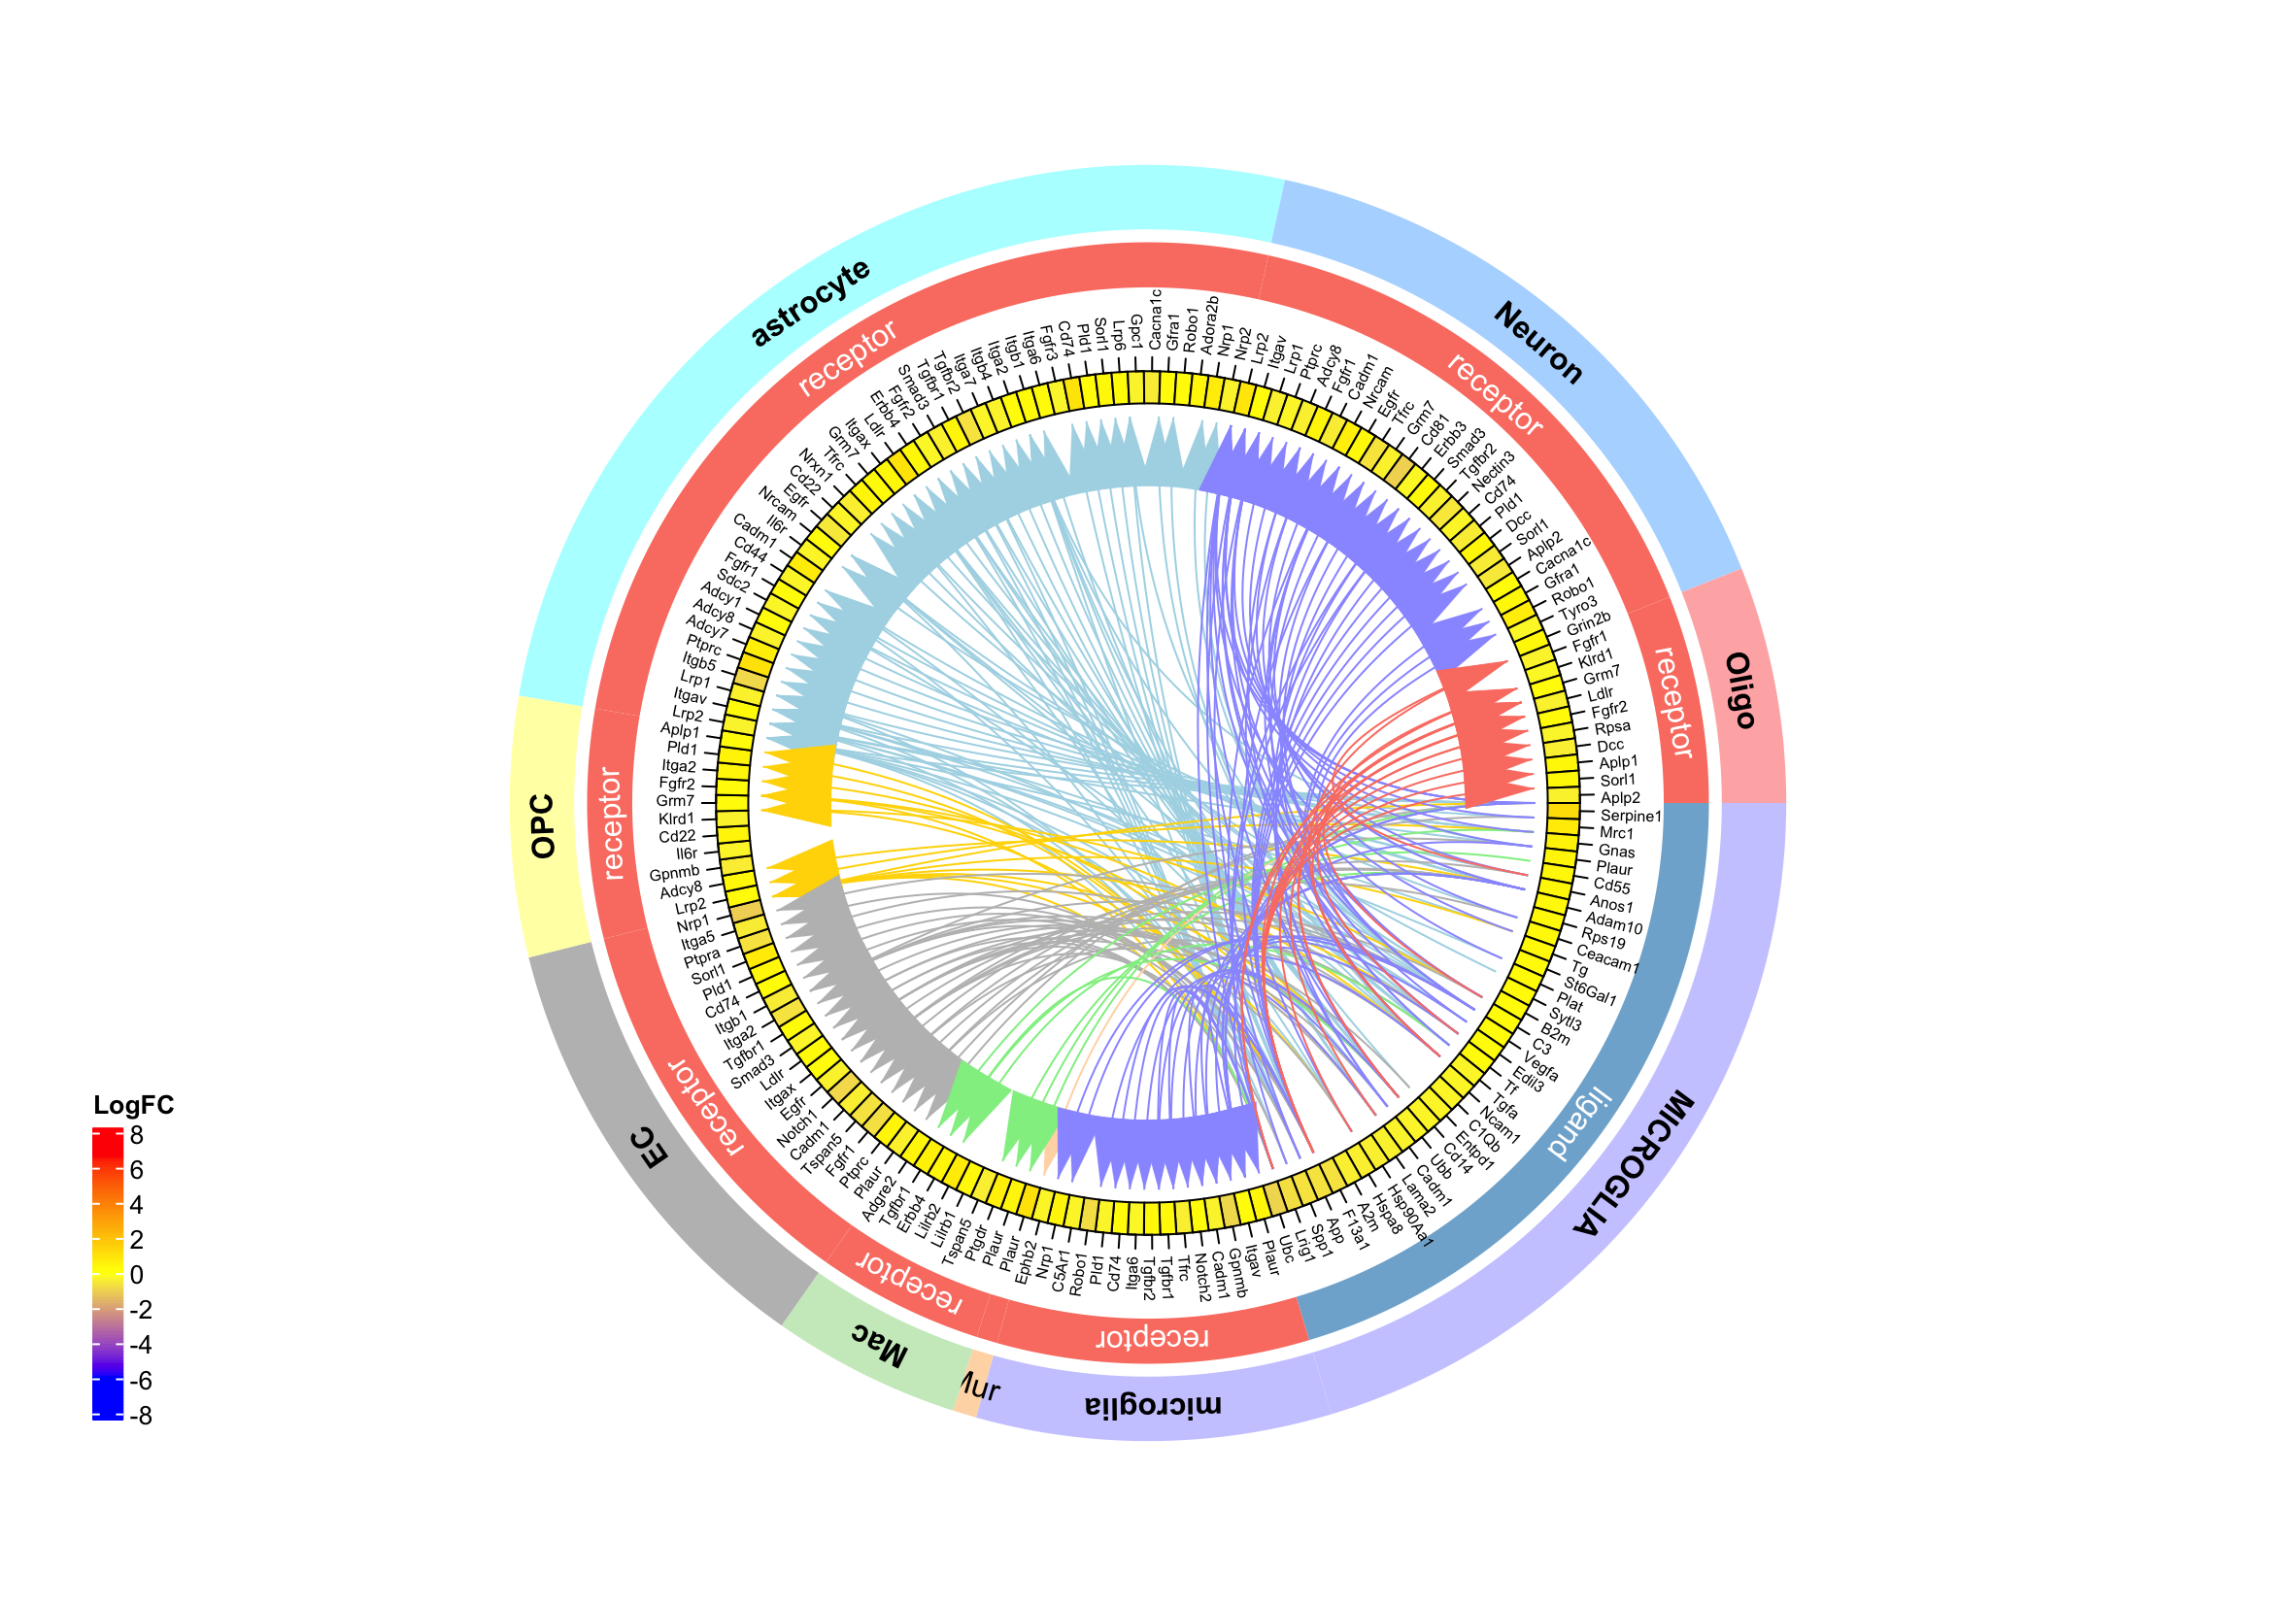 astrocyte
Neuron
Oligo
MICROGLIA
microglia
Mac
EC
OPC
receptor
receptor
receptor
ligand
receptor
receptor
receptor
receptor
Cacna1c
Gfra1
Robo1
Adora2b
Nrp1
Nrp2
Lrp2
Itgav
Lrp1
Ptprc
Adcy8
Fgfr1
Cadm1
Nrcam
Egfr
Tfrc
Grm7
Cd81
Erbb3
Smad3
Tgfbr2
Nectin3
Cd74
Pld1
Dcc
Sorl1
Aplp2
Cacna1c
Gfra1
Robo1
Tyro3
Grin2b
Fgfr1
Klrd1
Grm7
Ldlr
Fgfr2
Rpsa
Dcc
Aplp1
Sorl1
Aplp2
Serpine1
Mrc1
Gnas
Plaur
Cd55
Anos1
Adam10
Rps19
Ceacam1
Tg
St6Gal1
Plat
Sytl3
B2m
C3
Vegfa
Edil3
Tf
Tgfa
Ncam1
C1Qb
Entpd1
Cd14
Ubb
Cadm1
Lama2
Hsp90Aa1
Hspa8
A2m
F13a1
App
Spp1
Lrig1
Ubc
Plaur
Itgav
Gpnmb
Cadm1
Notch2
Tfrc
Tgfbr1
Tgfbr2
Itga6
Cd74
Pld1
Robo1
C5Ar1
Nrp1
Ephb2
Plaur
Plaur
Ptgdr
Tspan5
Lilrb1
Lilrb2
Erbb4
Tgfbr1
Adgre2
Plaur
Ptprc
Fgfr1
Tspan5
Cadm1
Notch1
Egfr
Itgax
Ldlr
Smad3
Tgfbr1
Itga2
Itgb1
Cd74
Pld1
Sorl1
Ptpra
Itga5
Nrp1
Lrp2
Adcy8
Gpnmb
Il6r
Cd22
Klrd1
Grm7
Fgfr2
Itga2
Pld1
Aplp1
Lrp2
Itgav
Lrp1
Itgb5
Ptprc
Adcy7
Adcy8
Adcy1
Sdc2
Fgfr1
Cd44
Cadm1
Il6r
Nrcam
Egfr
Cd22
Nrxn1
Tfrc
Grm7
Itgax
Ldlr
Erbb4
Fgfr2
Smad3
Tgfbr1
Tgfbr2
Itga7
Itgb4
Itga2
Itgb1
Itga6
Fgfr3
Cd74
Pld1
Sorl1
Lrp6
Gpc1
LogFC
8
6
4
2
0
-2
-4
-6
-8